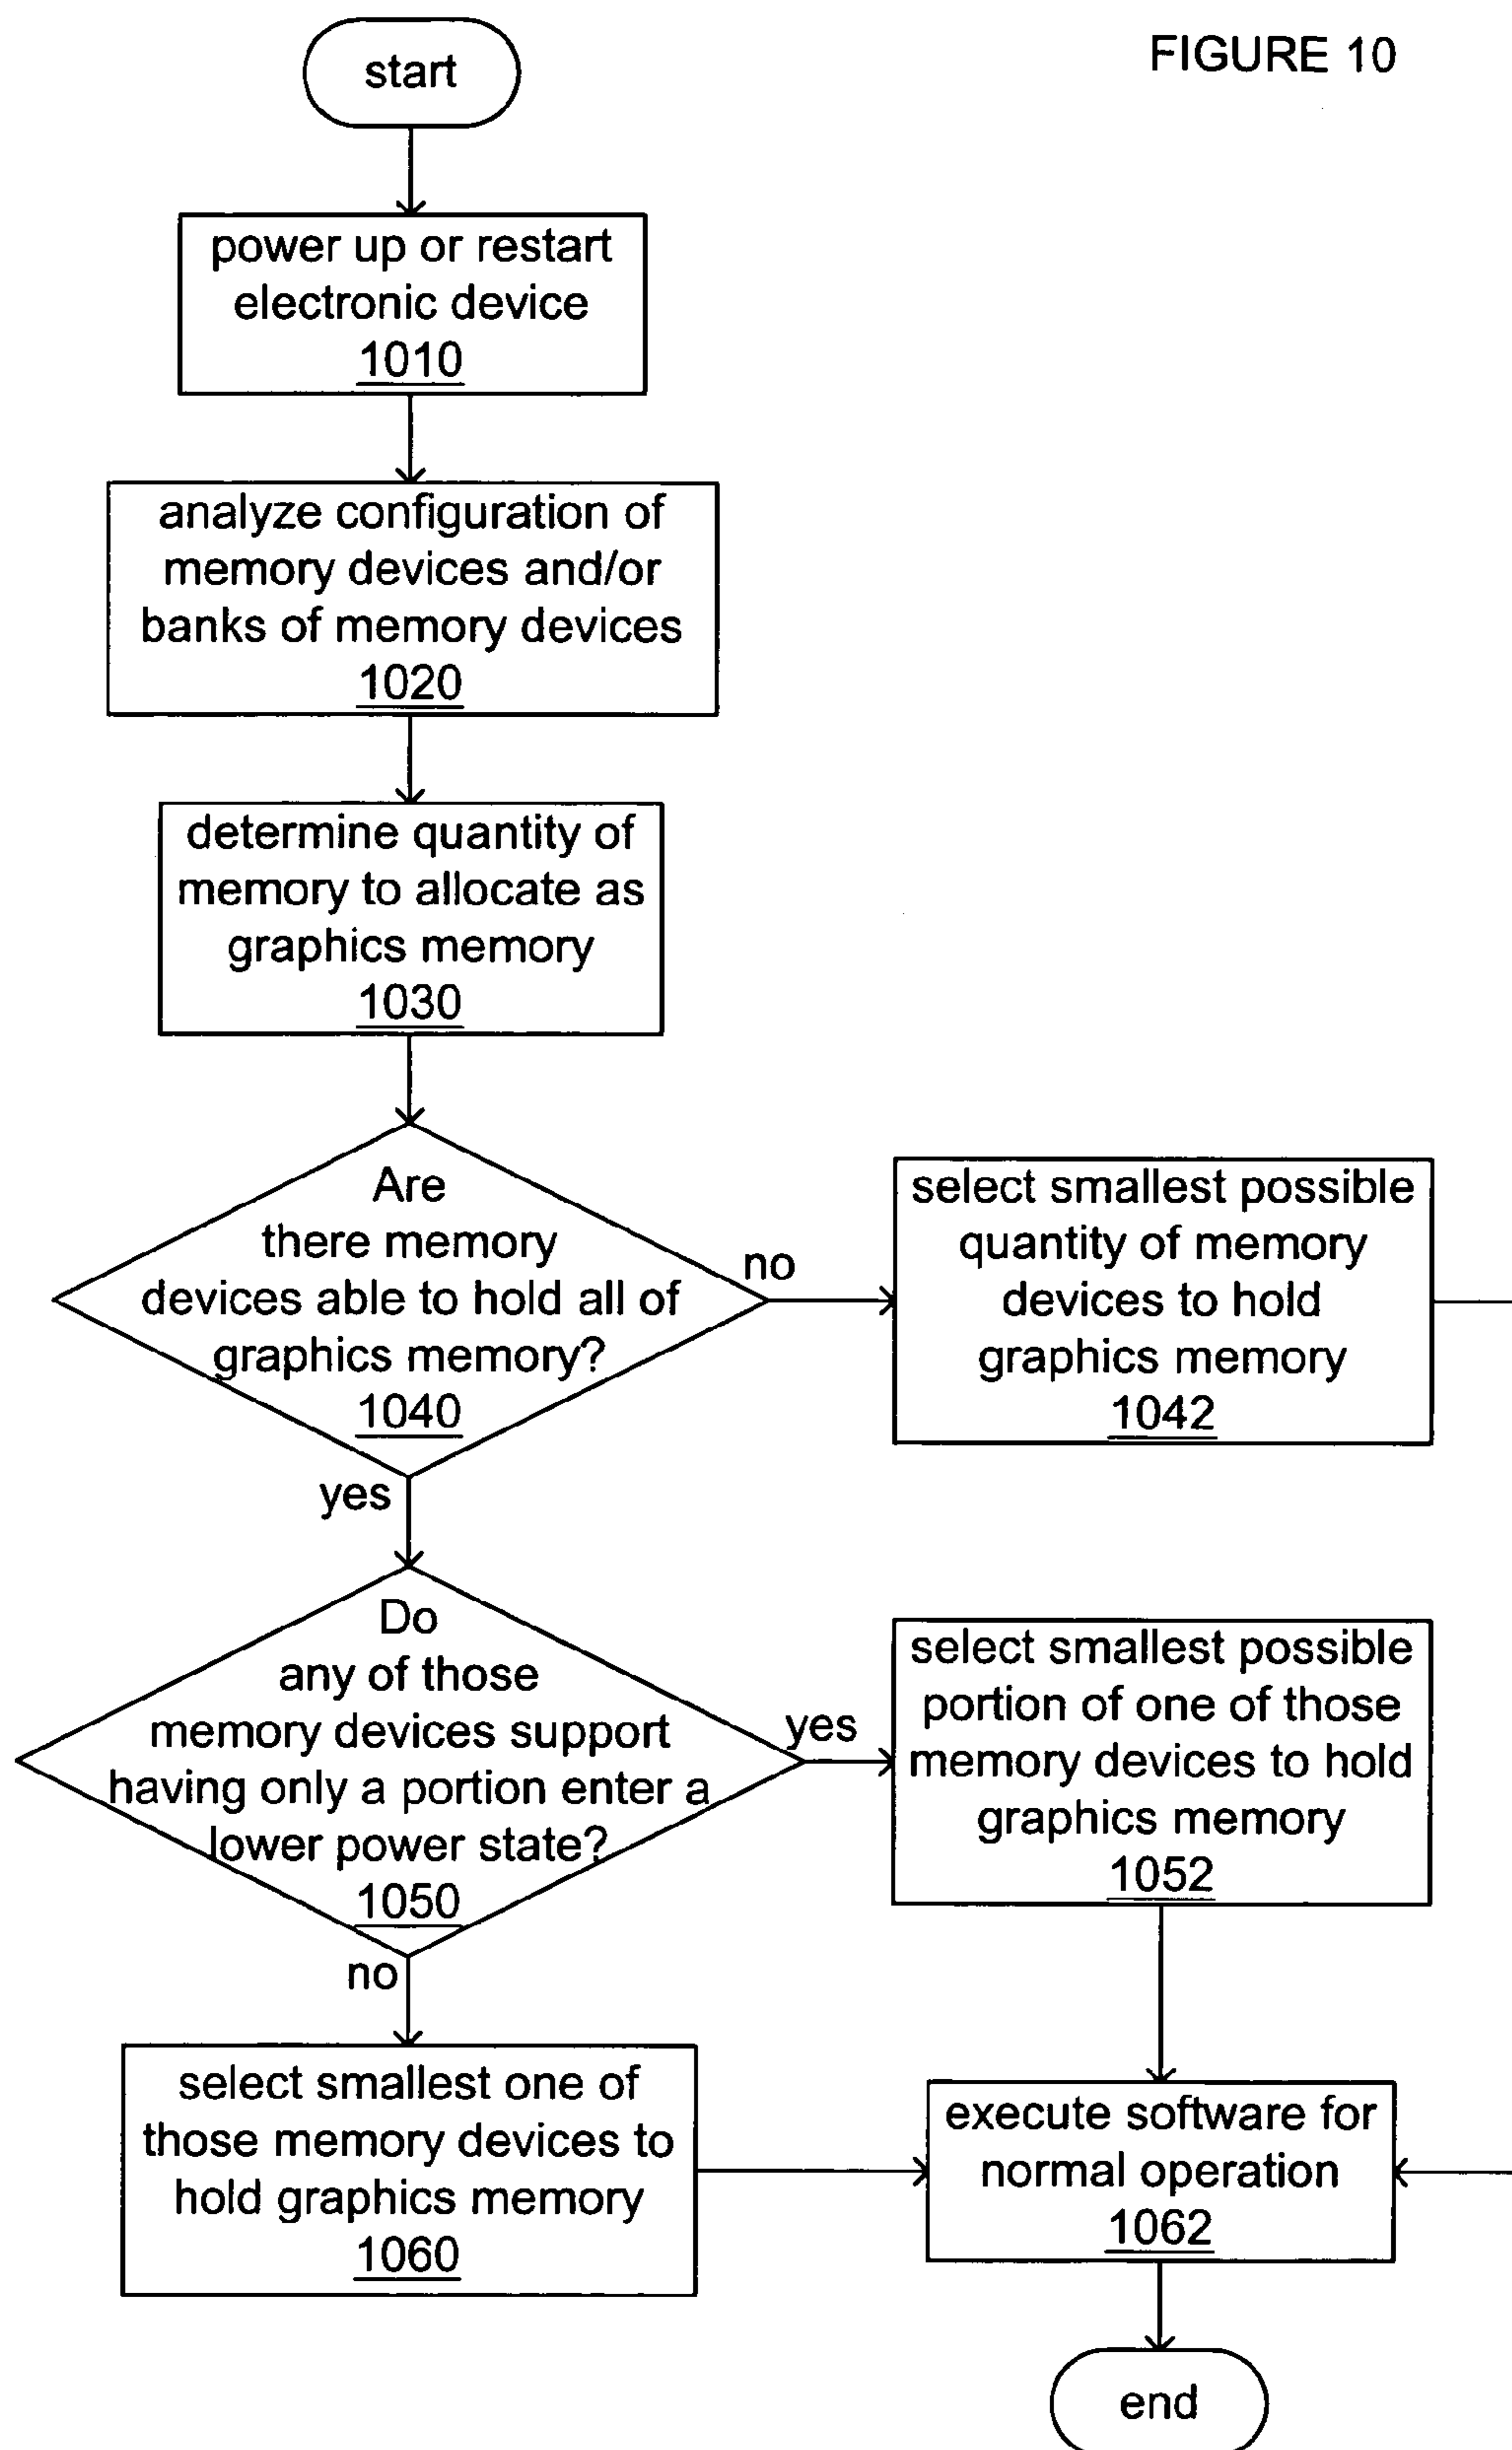 FIGURE 10
start
power up or restart
electronic device
1010
analyze configuration of
memory devices and/or
banks of memory devices
1020
determine quantity of
memory to allocate as
graphics memory
1030
Are
there memory
devices able to hold all of
graphics memory?
1040
no
select smallest possible
quantity of memory
devices to hold
graphics memory
1042
yes
Do
any of those
memory devices support
having only a portion enter a
lower power state?
1050
yes
select smallest possible
portion of one of those
memory devices to hold
graphics memory
1052
no
select smallest one of
those memory devices to
hold graphics memory
1060
execute software for
normal operation
1062
end